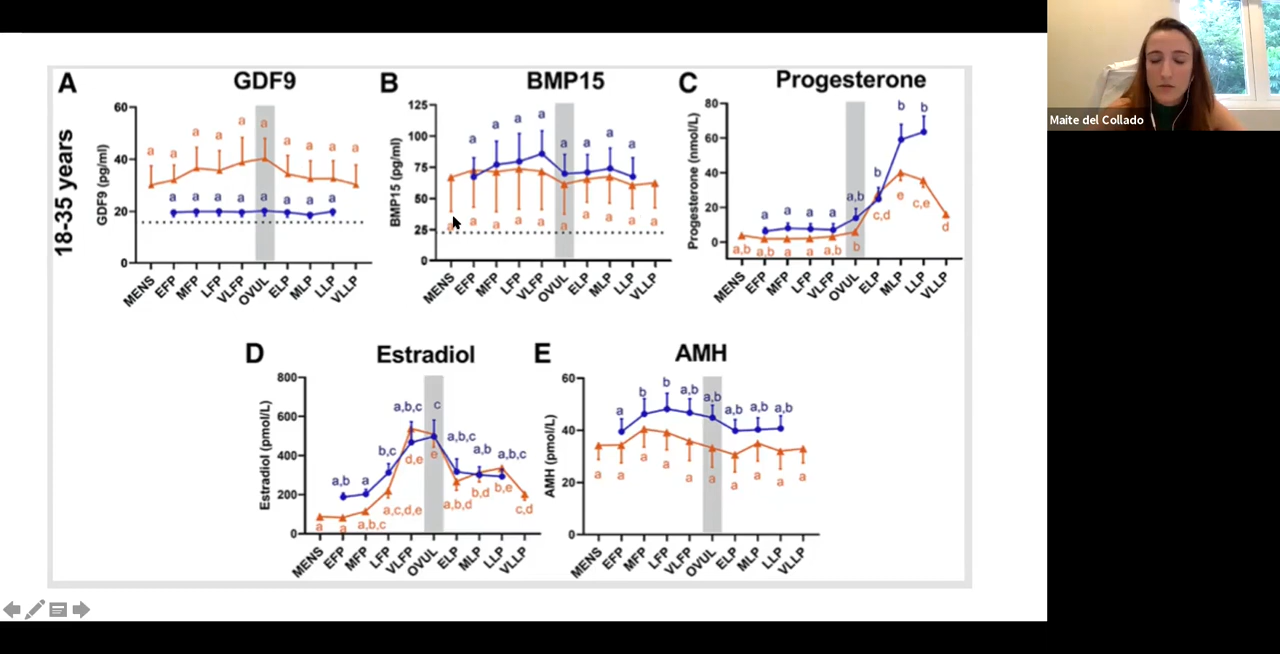 Maite del Collado
18-35 years
A
GDF9
GDF9 (pg/ml)
60
40
20
0
a a a a a a a a a a
a a a a a a a a
MENS EFP MFP LFP VLFP OVUL ELP MLP LLP VLLP
B
BMP15
BMP15 (pg/ml)
125
100
75
50
25
0
a a a a a a a a
a a a a a a a a a a
MENS EFP MFP LFP VLFP OVUL ELP MLP LLP VLLP
C
Progesterone
Progesterone (nmol/L)
80
60
40
20
0
a a a a a,b b b b
a,b a,b a a a,b b c,d e c,e d
MENS EFP MFP LFP VLFP OVUL ELP MLP LLP VLLP
D
Estradiol
Estradiol (pmol/L)
800
600
400
200
0
a,b a b,c a,b,c c a,b,c a,b a,b,c
a a a,b,c a,c,d,e d,e e a,b,d b,d b,e c,d
MENS EFP MFP LFP VLFP OVUL ELP MLP LLP VLLP
E
AMH
AMH (pmol/L)
60
40
20
0
a b b a,b a,b a,b a,b a,b
a a a a a a a a a a
MENS EFP MFP LFP VLFP OVUL ELP MLP LLP VLLP